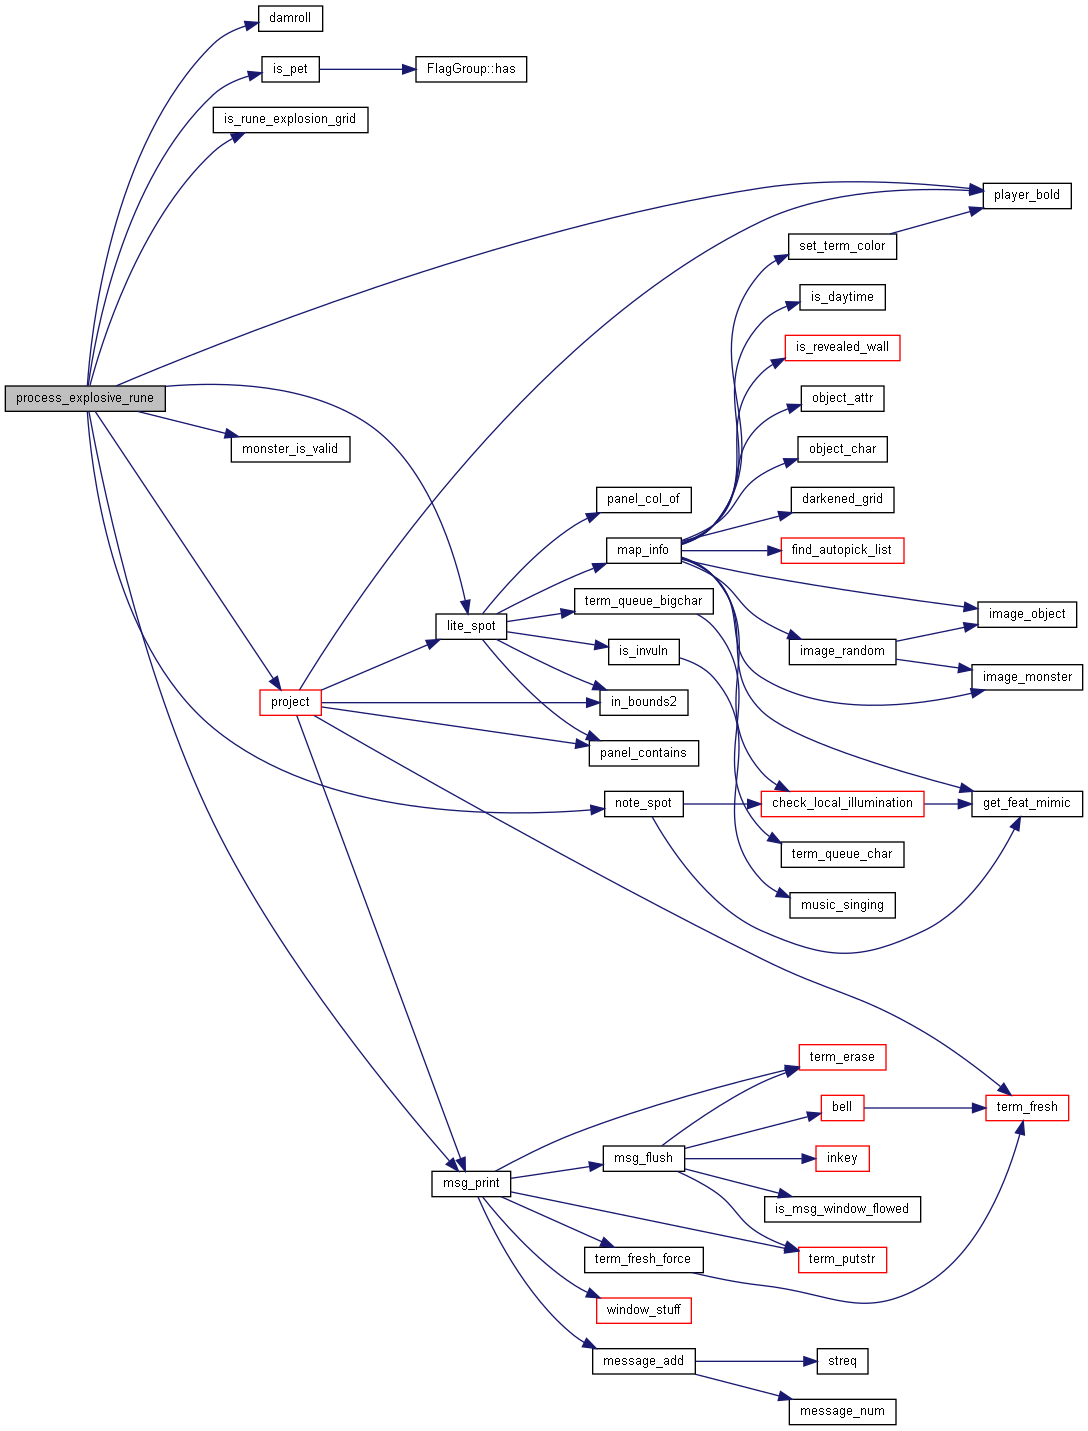 damroll
is_pet
FlagGroup::has
is_rune_explosion_grid
player_bold
set_term_color
is_daytime
is_revealed_wall
process_explosive_rune
object_attr
monster_is_valid
object_char
panel_col_of
darkened_grid
map_info
find_autopick_list
term_queue_bigchar
image_object
lite_spot
is_invuln
image_random
image_monster
project
in_bounds2
panel_contains
note_spot
check_local_illumination
get_feat_mimic
term_queue_char
music_singing
term_erase
bell
term_fresh
msg_flush
inkey
msg_print
is_msg_window_flowed
term_fresh_force
term_putstr
window_stuff
message_add
streq
message_num